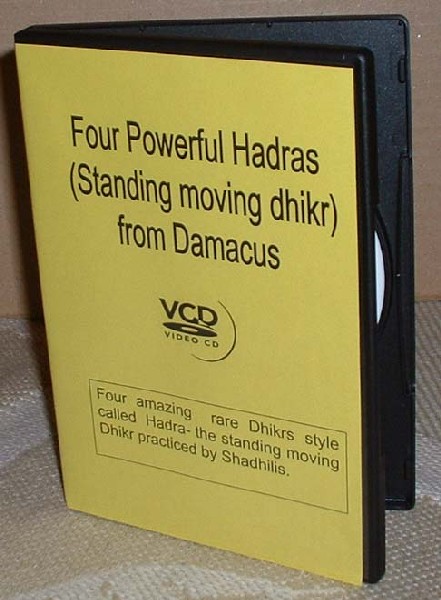 Four Powerful Hadras
(Standing moving dhikr)
from Damacus
VCD
VIDEO CD
Four amazing rare Dhikrs style
called Hadra- the standing moving
Dhikr practiced by Shadhilis.